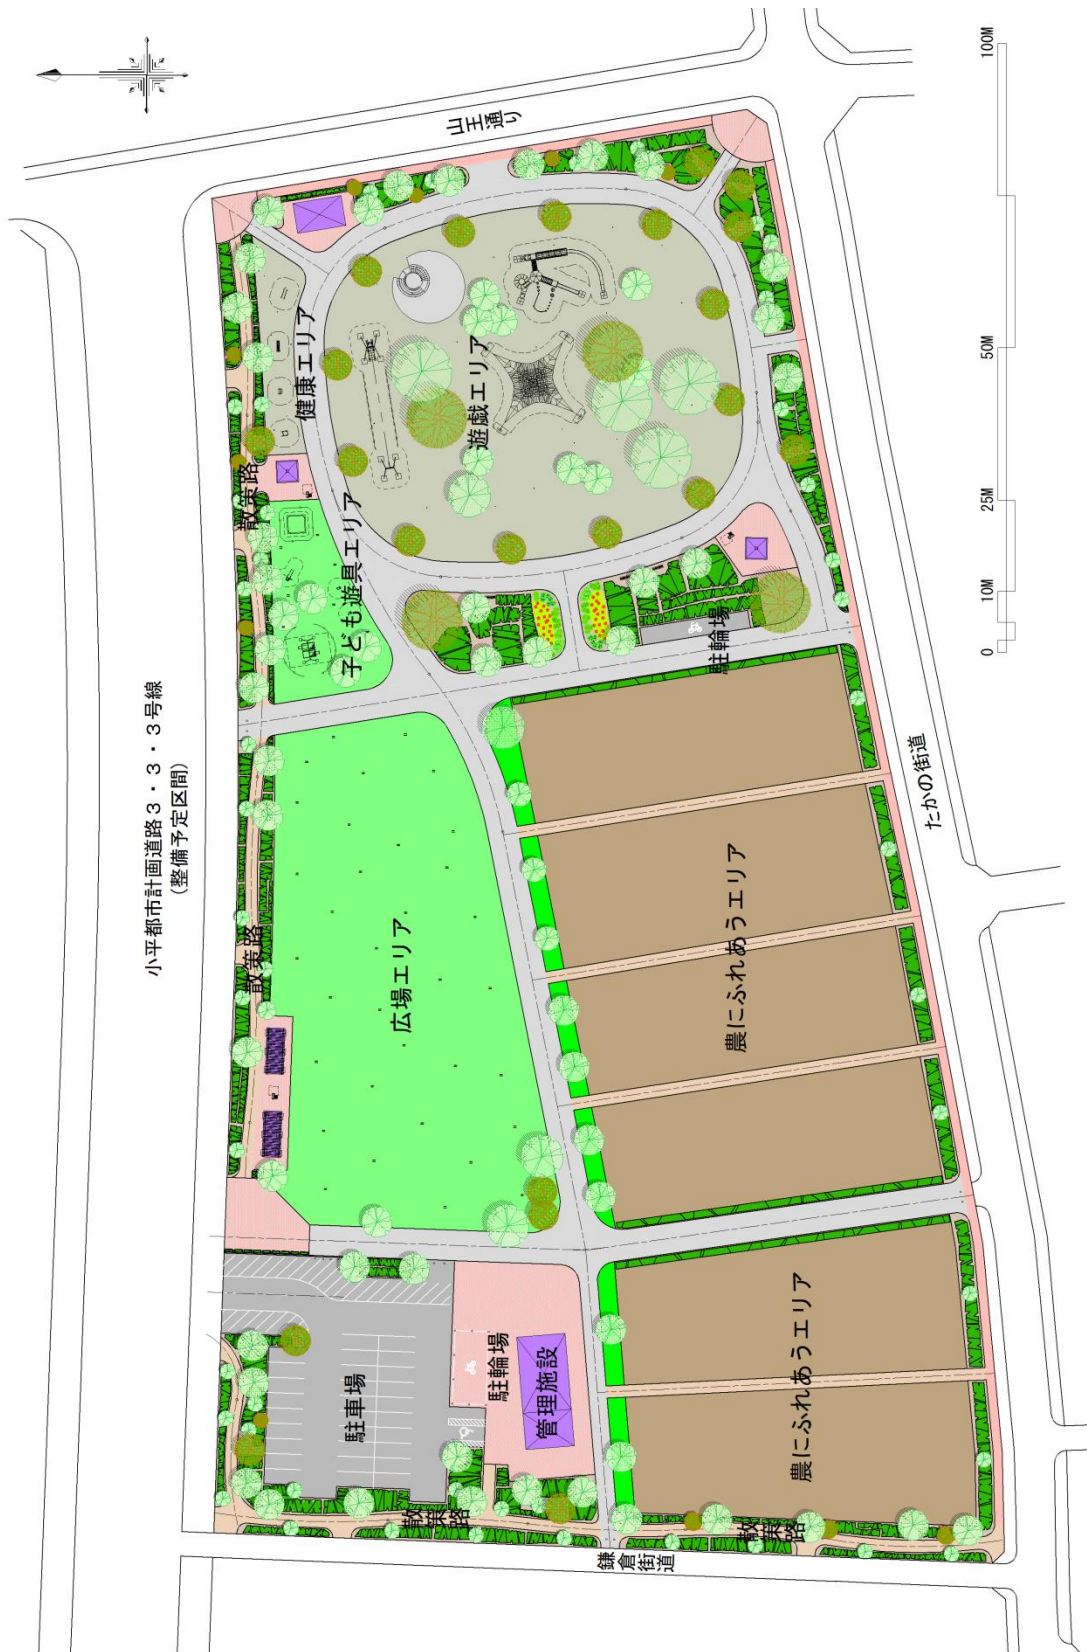 山王通り
健康エリア
遊戯エリア
散策路
子ども遊具エリア
駐輪場
小平都市計画道路3・3・3号線
(整備予定区間)
散策路
広場エリア
農にふれあうエリア
たかの街道
駐車場
駐輪場
管理施設
農にふれあうエリア
散策路
散策路
鎌倉街道
0
10M
25M
50M
100M